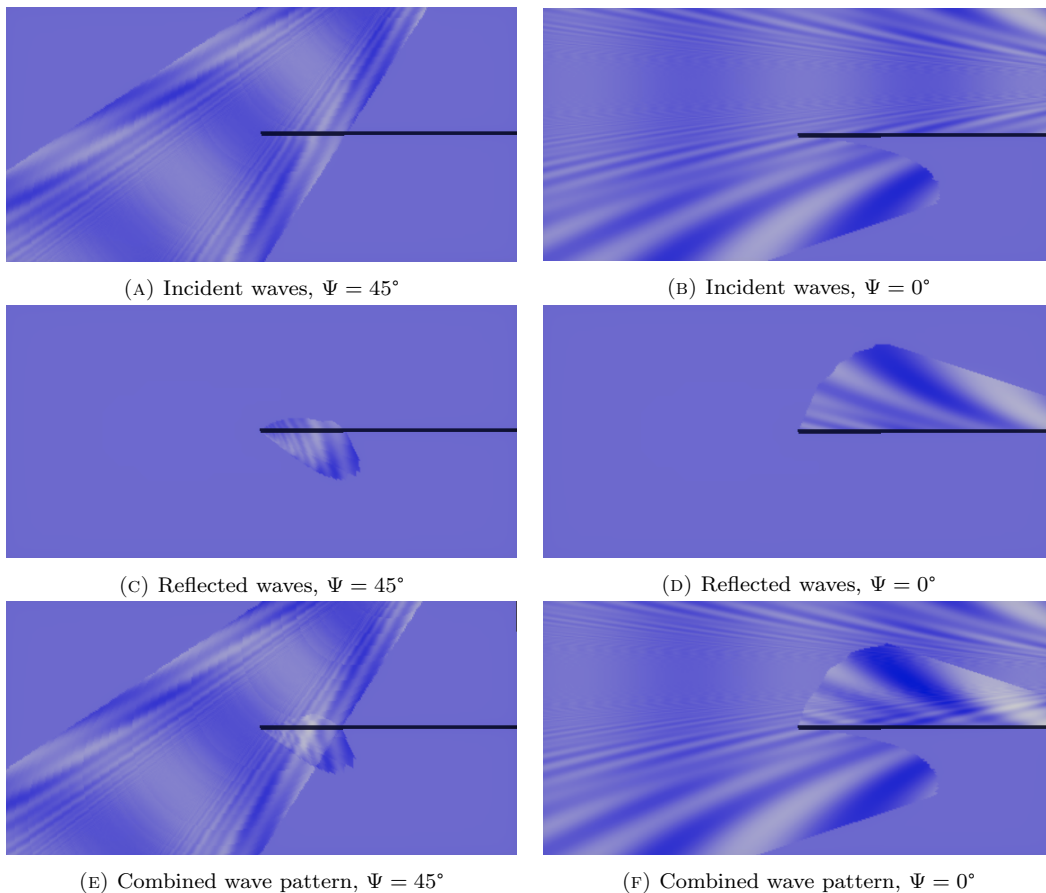 (A) Incident waves, Ψ = 45°
(B) Incident waves, Ψ = 0°
(C) Reflected waves, Ψ = 45°
(D) Reflected waves, Ψ = 0°
(E) Combined wave pattern, Ψ = 45°
(F) Combined wave pattern, Ψ = 0°